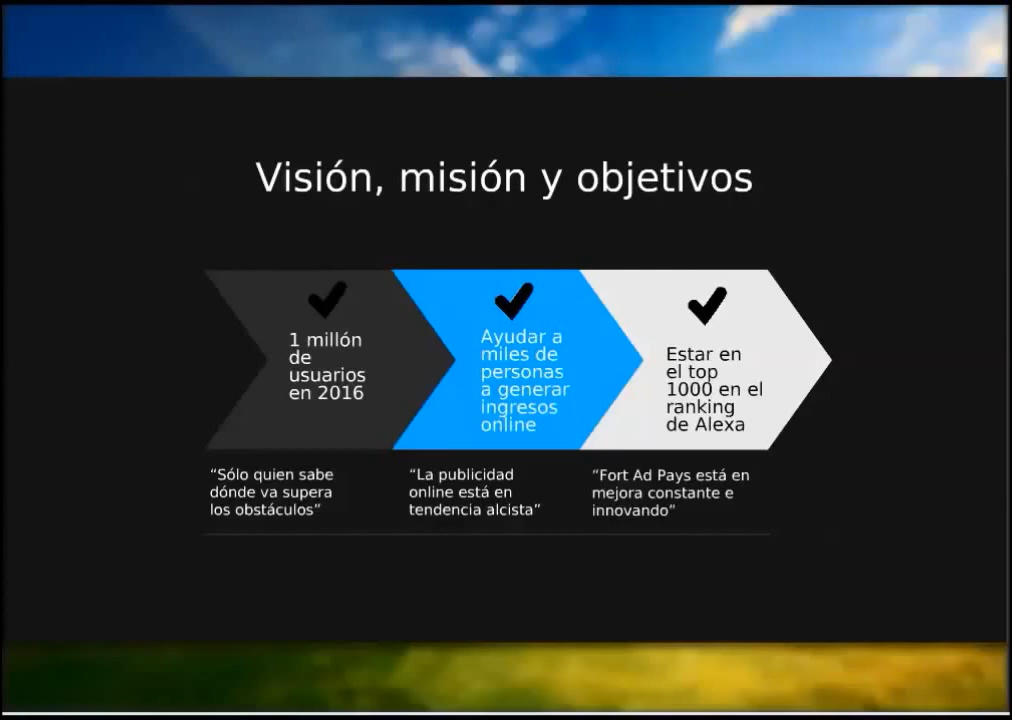 Visión, misión y objetivos
1 millón
de
usuarios
en 2016
Ayudar a
miles de
personas
a generar
ingresos
online
Estar en
el top
1000 en el
ranking
de Alexa
“Sólo quien sabe
dónde va supera
los obstáculos”
“La publicidad
online está en
tendencia alcista”
“Fort Ad Pays está en
mejora constante e
innovando”